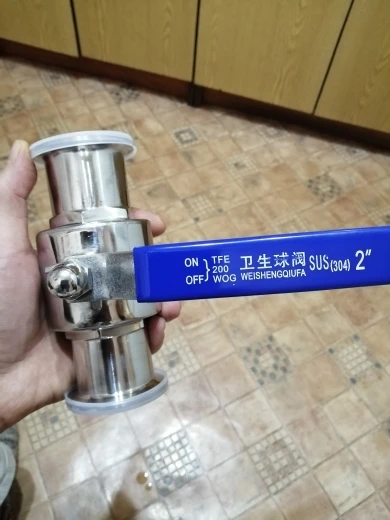 ON TFE
200
OFF WOG
卫生球阀 SUS(304) 2"
WEISHENGQIUFA